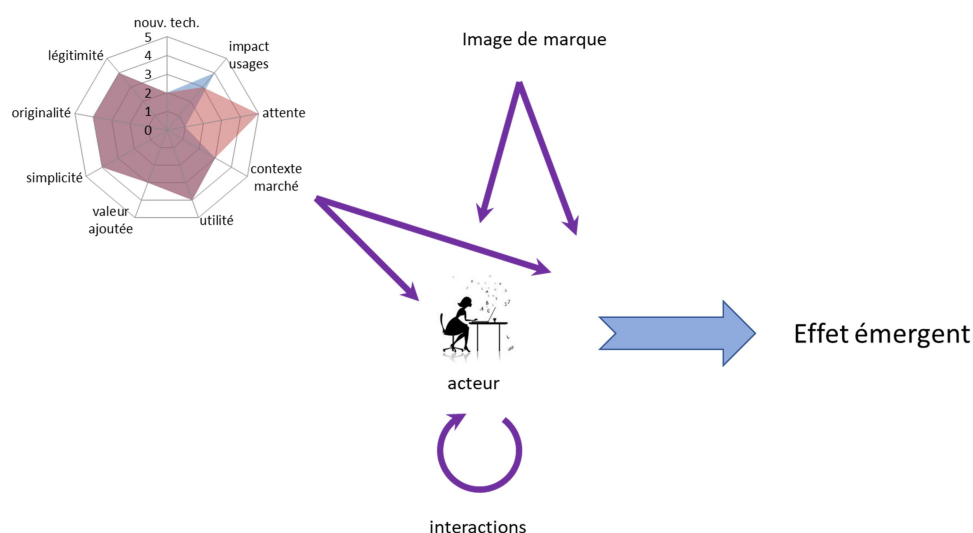 nouv. tech.
5
4
3
2
1
0
impact
usages
attente
contexte
marché
utilité
valeur
ajoutée
simplicité
originalité
légitimité
Image de marque
acteur
Effet émergent
interactions